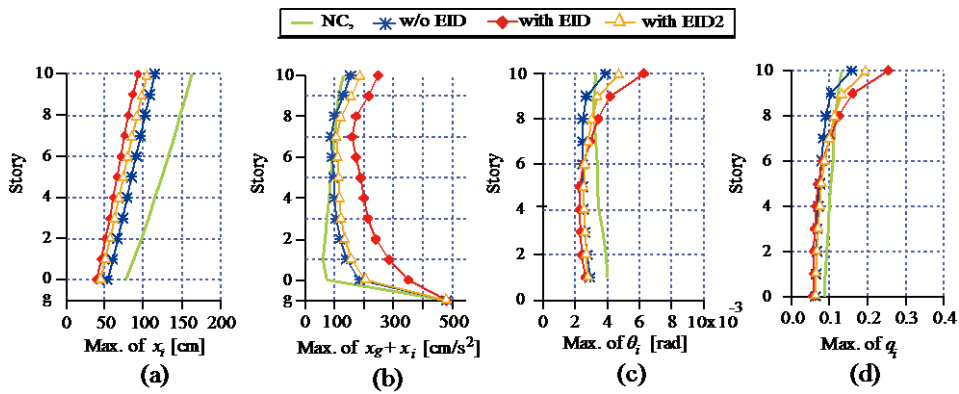 NC2 w/o EID with EID with EID2
10 10 10 10
8 8 8 8
6 6 6 6
4 4 4 4
2 2 2 2
0 0 0 0
g g
Story Story Story Story
0 50 100 150 200
0 100 300 500
0 2 4 6 8 10x10⁻³
0.0 0.1 0.2 0.3 0.4
Max. of xi [cm] Max. of xg + xi [cm/s²] Max. of θi [rad] Max. of qi
(a) (b) (c) (d)